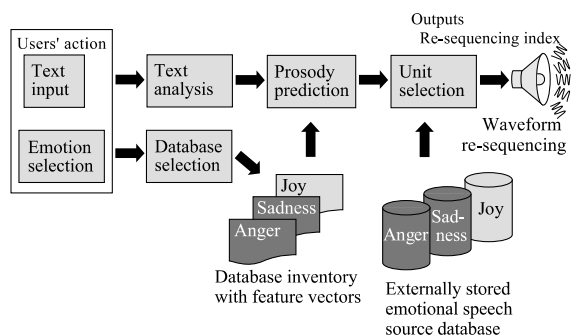 Outputs
Re-sequencing index
Users' action
Text
input
Text
analysis
Prosody
prediction
Unit
selection
Waveform
re-sequencing
Emotion
selection
Database
selection
Joy
Sadness
Anger
Database inventory
with feature vectors
Anger
Sad-
ness
Joy
Externally stored
emotional speech
source database